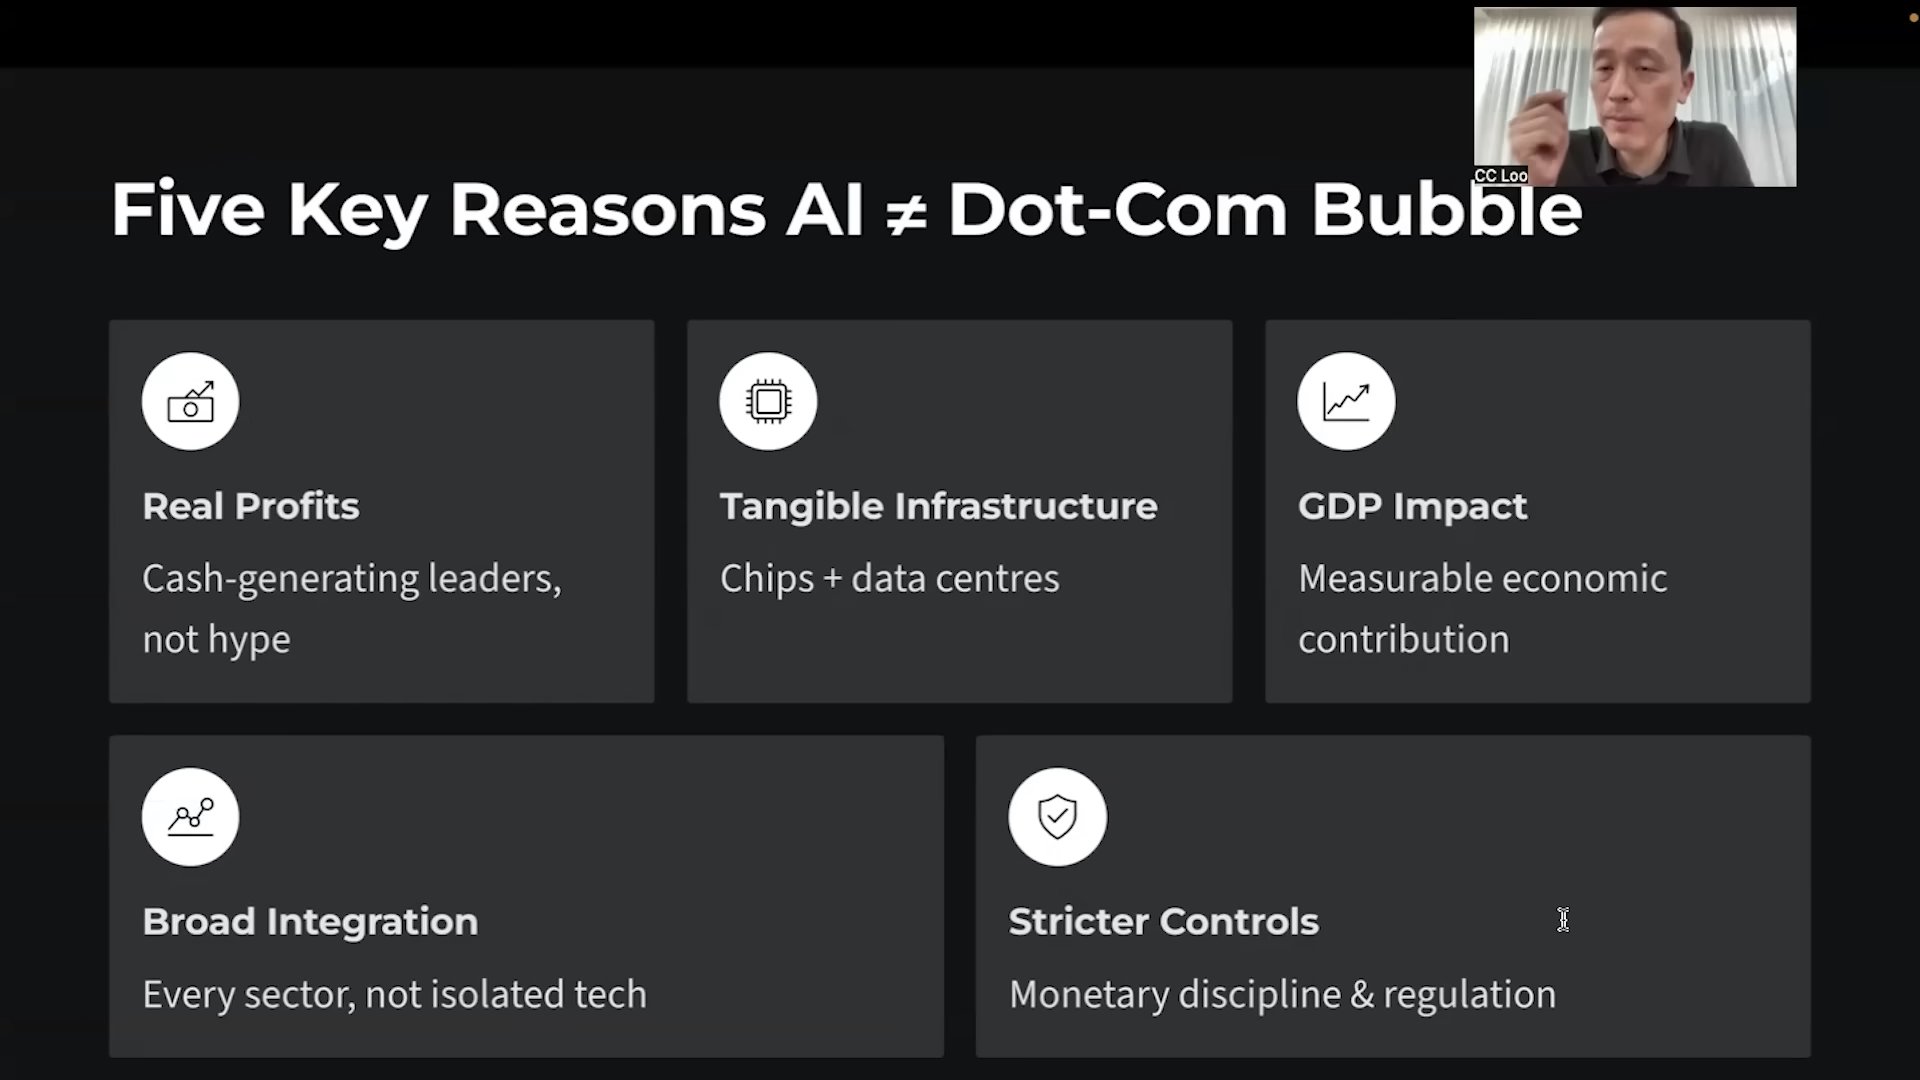 CC Loo
Five Key Reasons AI ≠ Dot-Com Bubble
Real Profits
Cash-generating leaders,
not hype
Tangible Infrastructure
Chips + data centres
GDP Impact
Measurable economic
contribution
Broad Integration
Every sector, not isolated tech
Stricter Controls
Monetary discipline & regulation